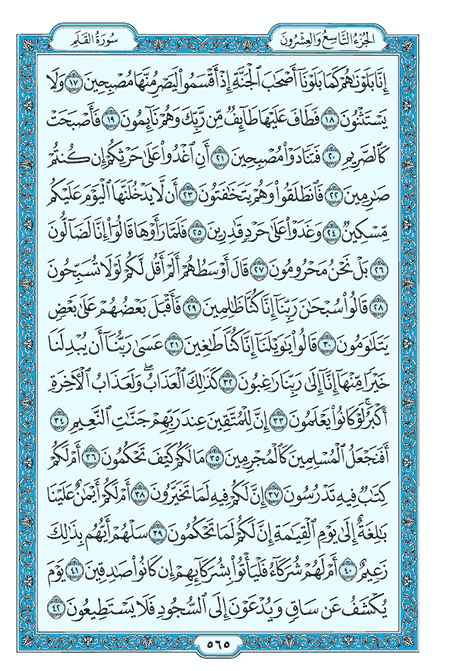 الجزء التاسع والعشرون
سورة القلم
إِنَّا بَلَوْنَٰهُمْ كَمَا بَلَوْنَآ أَصْحَٰبَ ٱلْجَنَّةِ إِذْ أَقْسَمُوا۟ لَيَصْرِمُنَّهَا مُصْبِحِينَ ١٧ وَلَا
يَسْتَثْنُونَ ١٨ فَطَافَ عَلَيْهَا طَآئِفٌ مِّن رَّبِّكَ وَهُمْ نَآئِمُونَ ١٩ فَأَصْبَحَتْ
كَٱلصَّرِيمِ ٢٠ فَتَنَادَوْا۟ مُصْبِحِينَ ٢١ أَنِ ٱغْدُوا۟ عَلَىٰ حَرْثِكُمْ إِن كُنتُمْ
صَٰرِمِينَ ٢٢ فَٱنطَلَقُوا۟ وَهُمْ يَتَخَٰفَتُونَ ٢٣ أَن لَّا يَدْخُلَنَّهَا ٱلْيَوْمَ عَلَيْكُم
مِّسْكِينٌ ٢٤ وَغَدَوْا۟ عَلَىٰ حَرْدٍ قَٰدِرِينَ ٢٥ فَلَمَّا رَأَوْهَا قَالُوٓا۟ إِنَّا لَضَآلُّونَ
٢٦ بَلْ نَحْنُ مَحْرُومُونَ ٢٧ قَالَ أَوْسَطُهُمْ أَلَمْ أَقُل لَّكُمْ لَوْلَا تُسَبِّحُونَ
٢٨ قَالُوا۟ سُبْحَٰنَ رَبِّنَآ إِنَّا كُنَّا ظَٰلِمِينَ ٢٩ فَأَقْبَلَ بَعْضُهُمْ عَلَىٰ بَعْضٍ
يَتَلَٰوَمُونَ ٣٠ قَالُوا۟ يَٰوَيْلَنَآ إِنَّا كُنَّا طَٰغِينَ ٣١ عَسَىٰ رَبُّنَآ أَن يُبْدِلَنَا
خَيْرًا مِّنْهَآ إِنَّآ إِلَىٰ رَبِّنَا رَٰغِبُونَ ٣٢ كَذَٰلِكَ ٱلْعَذَابُ ۖ وَلَعَذَابُ ٱلْءَاخِرَةِ
أَكْبَرُ ۚ لَوْ كَانُوا۟ يَعْلَمُونَ ٣٣ إِنَّ لِلْمُتَّقِينَ عِندَ رَبِّهِمْ جَنَّٰتِ ٱلنَّعِيمِ ٣٤
أَفَنَجْعَلُ ٱلْمُسْلِمِينَ كَٱلْمُجْرِمِينَ ٣٥ مَا لَكُمْ كَيْفَ تَحْكُمُونَ ٣٦ أَمْ لَكُمْ
كِتَٰبٌ فِيهِ تَدْرُسُونَ ٣٧ إِنَّ لَكُمْ فِيهِ لَمَا تَخَيَّرُونَ ٣٨ أَمْ لَكُمْ أَيْمَٰنٌ عَلَيْنَا
بَٰلِغَةٌ إِلَىٰ يَوْمِ ٱلْقِيَٰمَةِ ۙ إِنَّ لَكُمْ لَمَا تَحْكُمُونَ ٣٩ سَلْهُمْ أَيُّهُم بِذَٰلِكَ
زَعِيمٌ ٤٠ أَمْ لَهُمْ شُرَكَآءُ فَلْيَأْتُوا۟ بِشُرَكَآئِهِمْ إِن كَانُوا۟ صَٰدِقِينَ ٤١ يَوْمَ
يُكْشَفُ عَن سَاقٍ وَيُدْعَوْنَ إِلَى ٱلسُّجُودِ فَلَا يَسْتَطِيعُونَ ٤٢
٥٦٥